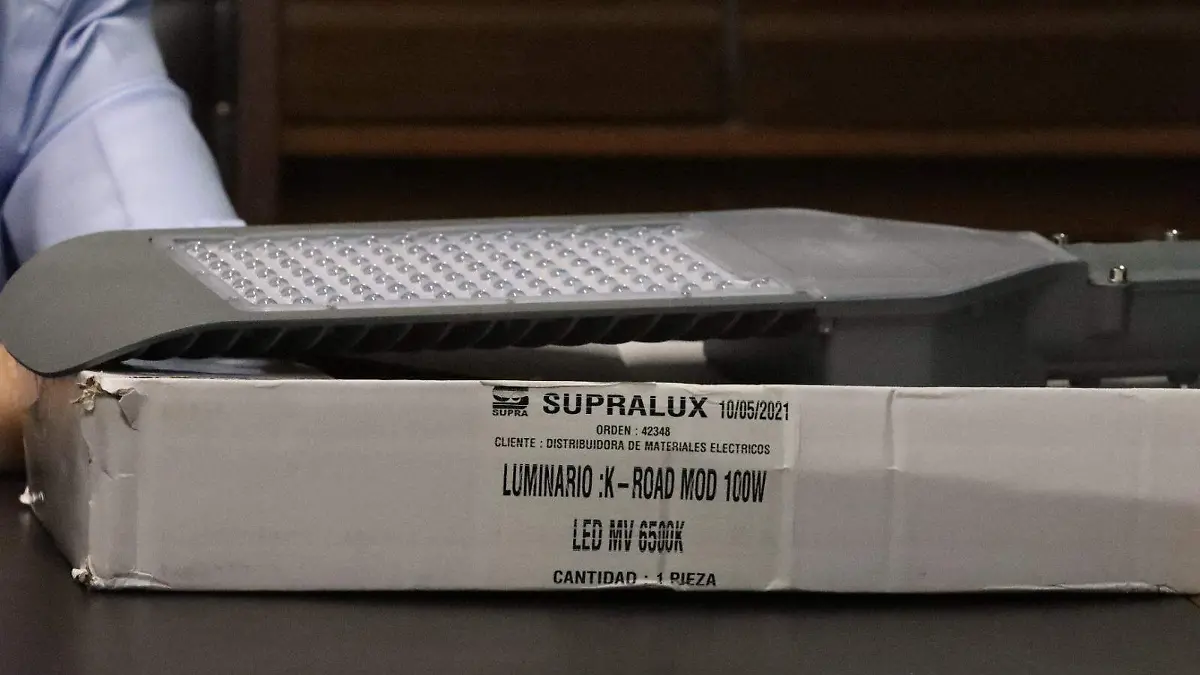 SUPRA SUPRALUX 10/05/2021
ORDEN : 42348
CLIENTE : DISTRIBUIDORA DE MATERIALES ELECTRICOS
LUMINARIO :K-ROAD MOD 100W
LED MV 6500K
CANTIDAD : 1 PIEZA